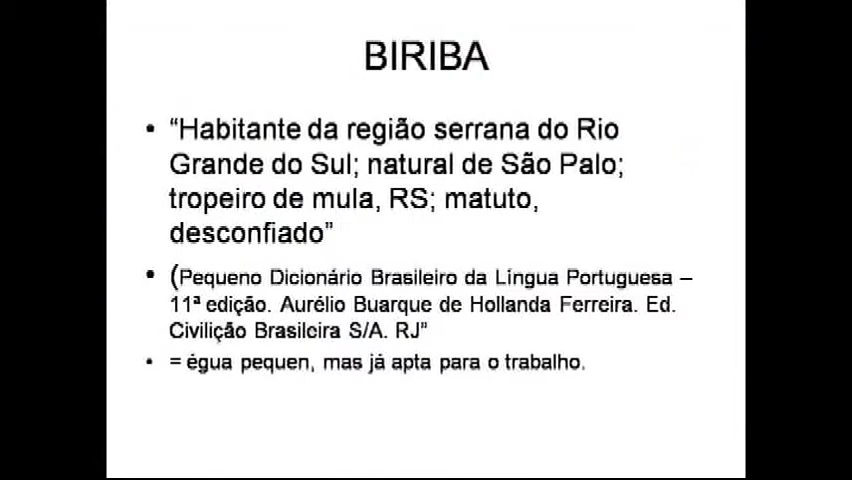 BIRIBA
• “Habitante da região serrana do Rio
Grande do Sul; natural de São Palo;
tropeiro de mula, RS; matuto,
desconfiado”
• (Pequeno Dicionário Brasileiro da Língua Portuguesa –
11ª edição. Aurélio Buarque de Hollanda Ferreira. Ed.
Civilição Brasileira S/A. RJ”
• = égua pequen, mas já apta para o trabalho.